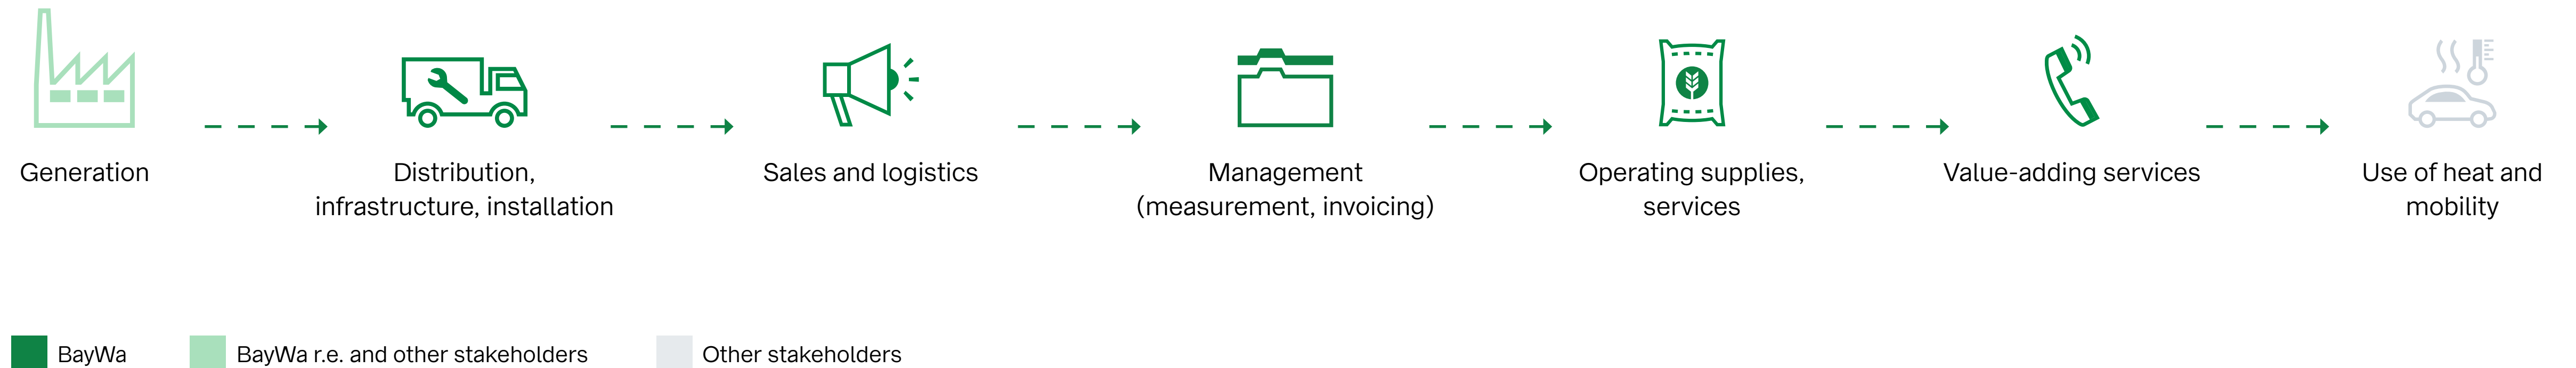 Generation
Distribution,
infrastructure, installation
Sales and logistics
Management
(measurement, invoicing)
Operating supplies,
services
Value-adding services
Use of heat and
mobility
BayWa
BayWa r.e. and other stakeholders
Other stakeholders